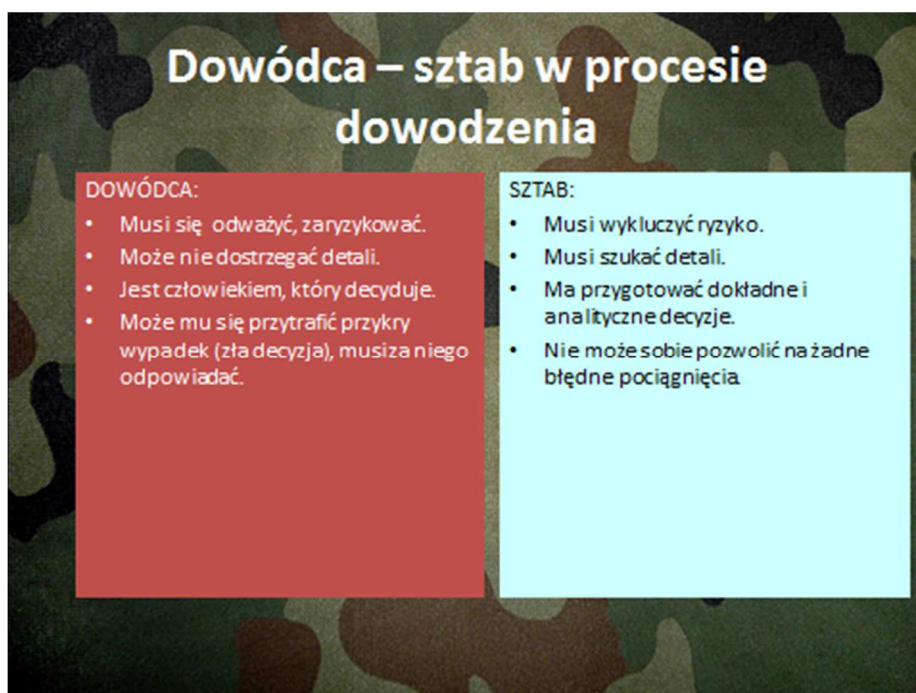 Dowódca – sztab w procesie
dowodzenia
DOWÓDCA:
• Musi się odważyć, zaryzykować.
• Może nie dostrzegać detali.
• Jest człowiekiem, który decyduje.
• Może mu się przytrafić przykry
wypadek (zła decyzja), musi za niego
odpowiadać.
SZTAB:
• Musi wykluczyć ryzyko.
• Musi szukać detali.
• Ma przygotować dokładne i
analityczne decyzje.
• Nie może sobie pozwolić na żadne
błędne pociągnięcia.